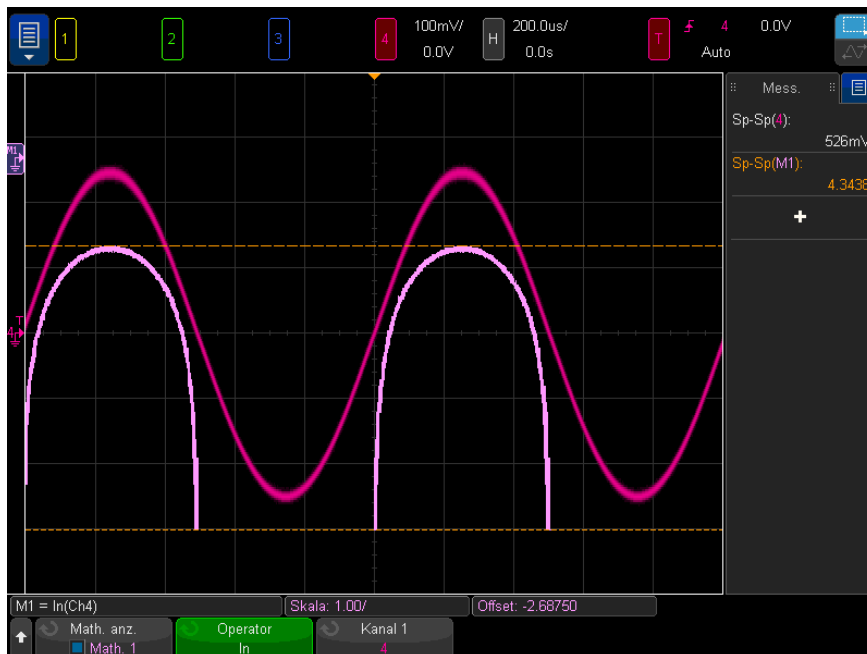 1 2 3 4 100mV/ 0.0V H 200.0us/ 0.0s T 4 0.0V Auto
Mess.
Sp-Sp(4):
526mV
Sp-Sp(M1):
4.3438
+
M1
T
4
M1 = ln(Ch4) Skala: 1.00/ Offset: -2.68750
Math. anz. Operator Kanal 1
Math. 1 ln 4